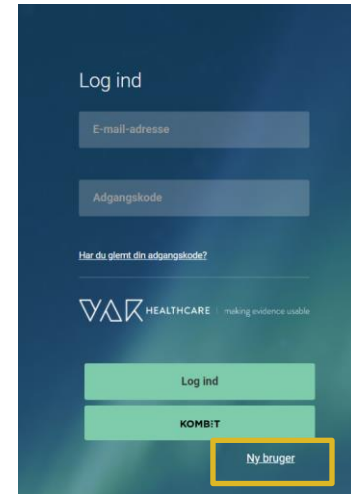 Log ind
E-mail-adresse
Adgangskode
Har du glemt din adgangskode?
VAR HEALTHCARE | making evidence usable
Log ind
KOMBIT
Ny bruger